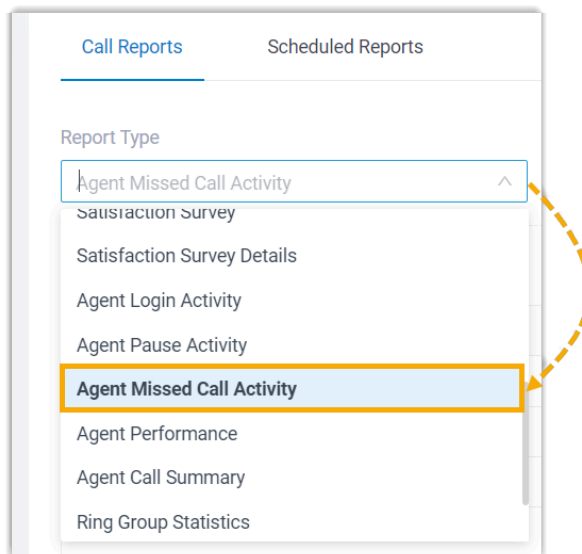 Call Reports Scheduled Reports
Report Type
Agent Missed Call Activity
Satisfaction Survey
Satisfaction Survey Details
Agent Login Activity
Agent Pause Activity
Agent Missed Call Activity
Agent Performance
Agent Call Summary
Ring Group Statistics